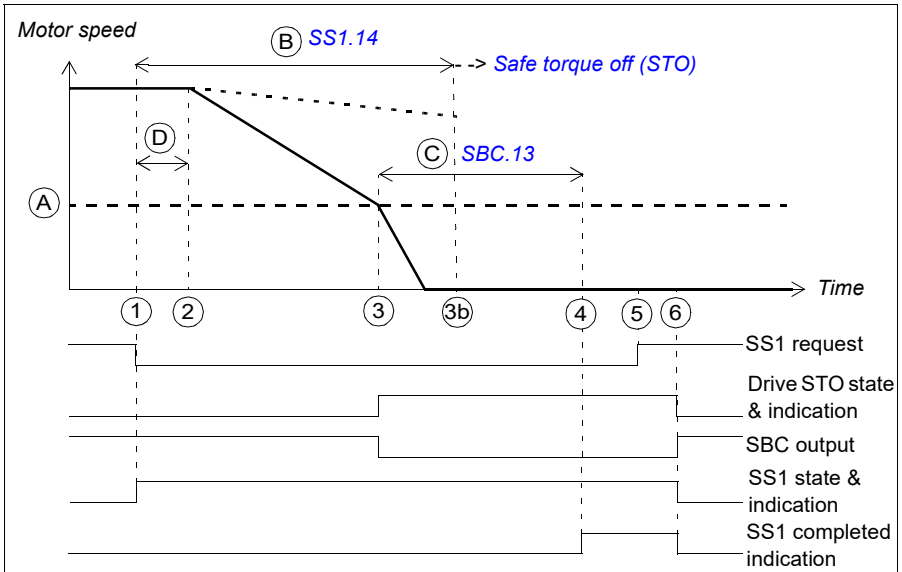 Motor speed
B SS1.14
--> Safe torque off (STO)
D
C SBC.13
A
Time
1 2 3 3b 4 5 6
SS1 request
Drive STO state
& indication
SBC output
SS1 state &
indication
SS1 completed
indication